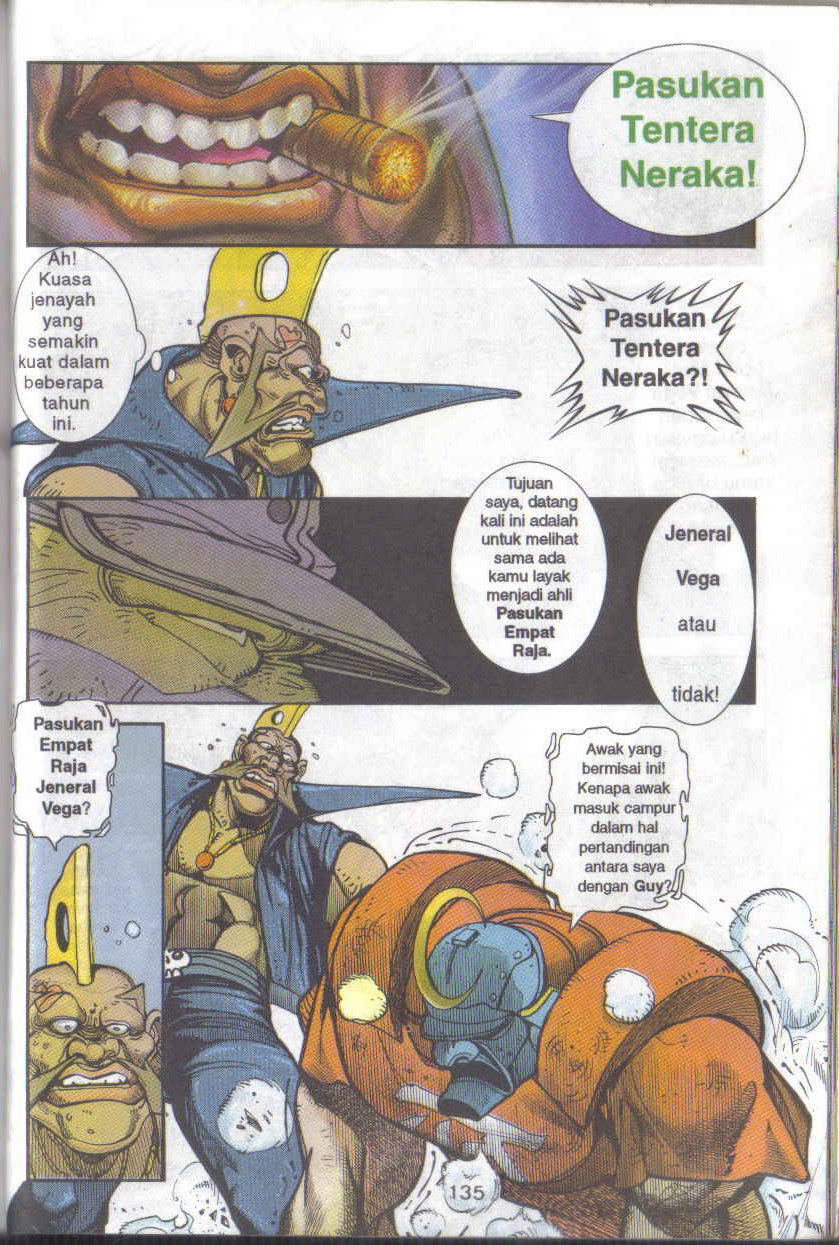 Pasukan
Tentera
Neraka!
Ah!
Kuasa
jenayah
yang
semakin
kuat dalam
beberapa
tahun
ini.
Pasukan
Tentera
Neraka?!
Tujuan
saya, datang
kali ini adalah
untuk melihat
sama ada
kamu layak
menjadi ahli
Pasukan
Empat
Raja.
Jeneral
Vega
atau
tidak!
Pasukan
Empat
Raja
Jeneral
Vega?
Awak yang
bermisai ini!
Kenapa awak
masuk campur
dalam hal
pertandingan
antara saya
dengan Guy?
135